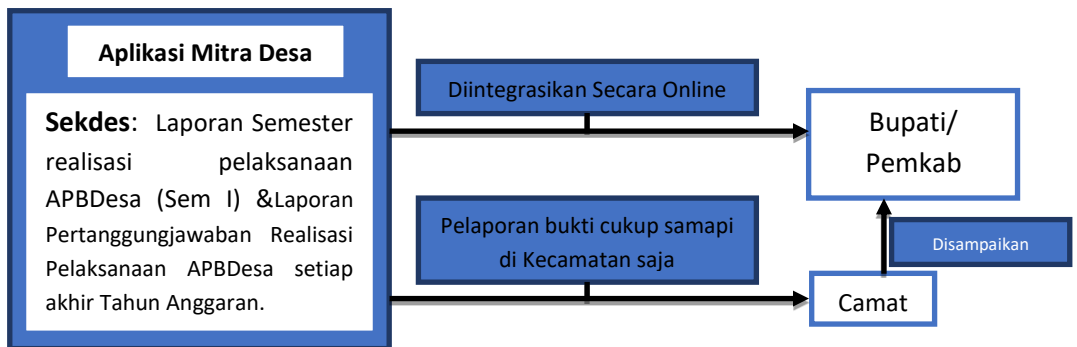 Aplikasi Mitra Desa
Sekdes: Laporan Semester
realisasi pelaksanaan
APBDesa (Sem I) &Laporan
Pertanggungjawaban Realisasi
Pelaksanaan APBDesa setiap
akhir Tahun Anggaran.
Diintegrasikan Secara Online
Bupati/
Pemkab
Pelaporan bukti cukup samapi
di Kecamatan saja
Disampaikan
Camat